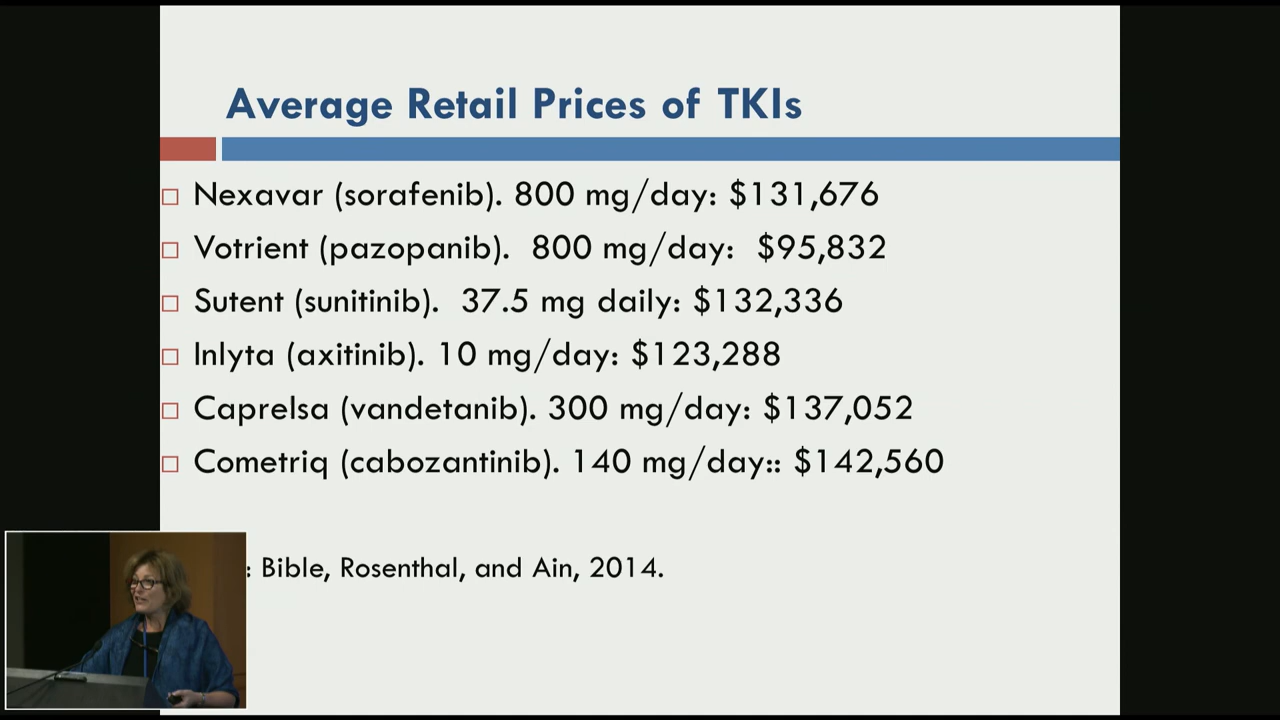 Average Retail Prices of TKIs
Nexavar (sorafenib). 800 mg/day: $131,676
Votrient (pazopanib).  800 mg/day:  $95,832
Sutent (sunitinib).  37.5 mg daily: $132,336
Inlyta (axitinib). 10 mg/day: $123,288
Caprelsa (vandetanib). 300 mg/day: $137,052
Cometriq (cabozantinib). 140 mg/day:: $142,560
: Bible, Rosenthal, and Ain, 2014.